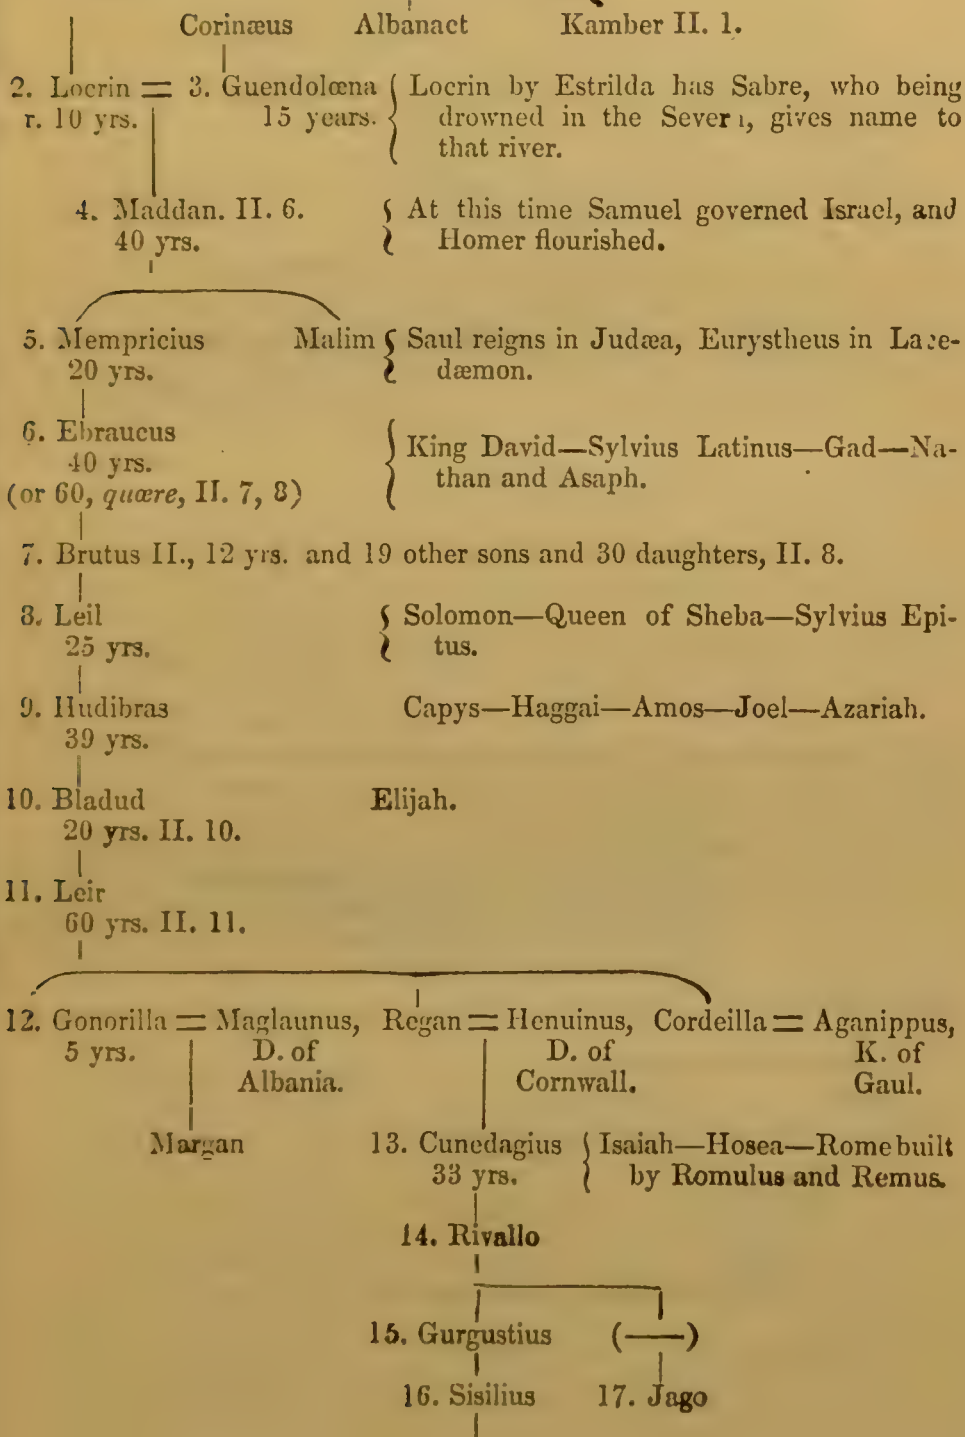 Corinæus Albanact Kamber II. 1.
2. Locrin = 3. Guendolœna { Locrin by Estrilda has Sabre, who being
r. 10 yrs. 15 years. drowned in the Severn, gives name to
that river.
4. Maddan. II. 6. { At this time Samuel governed Israel, and
40 yrs. Homer flourished.
5. Mempricius Malim { Saul reigns in Judæa, Eurystheus in Lace-
20 yrs. dæmon.
6. Ebraucus
40 yrs. { King David—Sylvius Latinus—Gad—Na-
(or 60, quære, II. 7, 8) than and Asaph.
7. Brutus II., 12 yrs. and 19 other sons and 30 daughters, II. 8.
8. Leil { Solomon—Queen of Sheba—Sylvius Epi-
25 yrs. tus.
9. Hudibras Capys—Haggai—Amos—Joel—Azariah.
39 yrs.
10. Bladud Elijah.
20 yrs. II. 10.
11. Leir
60 yrs. II. 11.
12. Gonorilla = Maglaunus, Regan = Henuinus, Cordeilla = Aganippus,
5 yrs. D. of D. of K. of
Albania. Cornwall. Gaul.
Margan 13. Cunedagius { Isaiah—Hosea—Rome built
33 yrs. by Romulus and Remus.
14. Rivallo
15. Gurgustius (——)
16. Sisilius 17. Jago